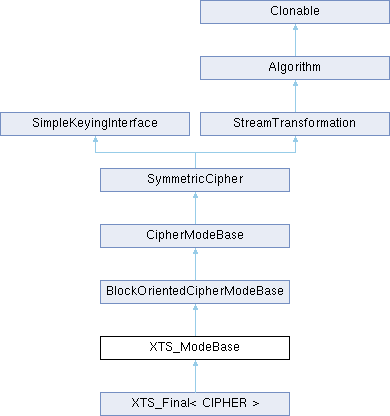 Clonable
Algorithm
SimpleKeyingInterface
StreamTransformation
SymmetricCipher
CipherModeBase
BlockOrientedCipherModeBase
XTS_ModeBase
XTS_Final< CIPHER >